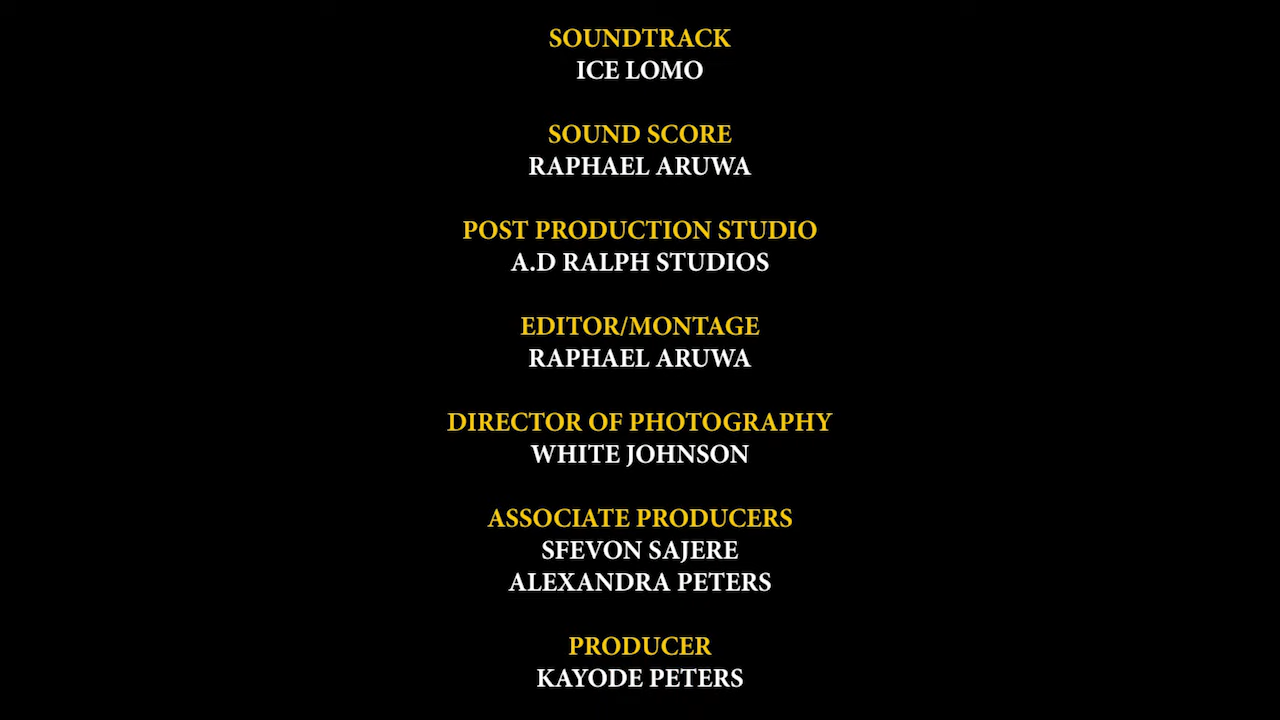 SOUNDTRACK
ICE LOMO
SOUND SCORE
RAPHAEL ARUWA
POST PRODUCTION STUDIO
A.D RALPH STUDIOS
EDITOR/MONTAGE
RAPHAEL ARUWA
DIRECTOR OF PHOTOGRAPHY
WHITE JOHNSON
ASSOCIATE PRODUCERS
SFEVON SAJERE
ALEXANDRA PETERS
PRODUCER
KAYODE PETERS